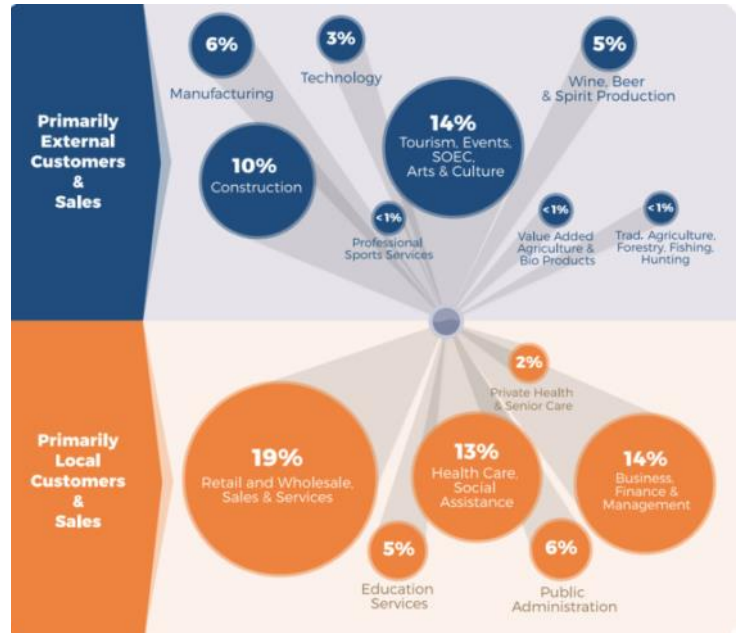 Primarily
External
Customers
&
Sales
6%
Manufacturing
3%
Technology
5%
Wine, Beer
& Spirit Production
14%
Tourism, Events,
SOEC,
Arts & Culture
10%
Construction
<1%
Professional
Sports Services
<1%
Value Added
Agriculture &
Bio Products
<1%
Trad. Agriculture,
Forestry, Fishing,
Hunting
Primarily
Local
Customers
&
Sales
2%
Private Health
& Senior Care
19%
Retail and Wholesale,
Sales & Services
13%
Health Care,
Social
Assistance
14%
Business,
Finance &
Management
5%
Education
Services
6%
Public
Administration